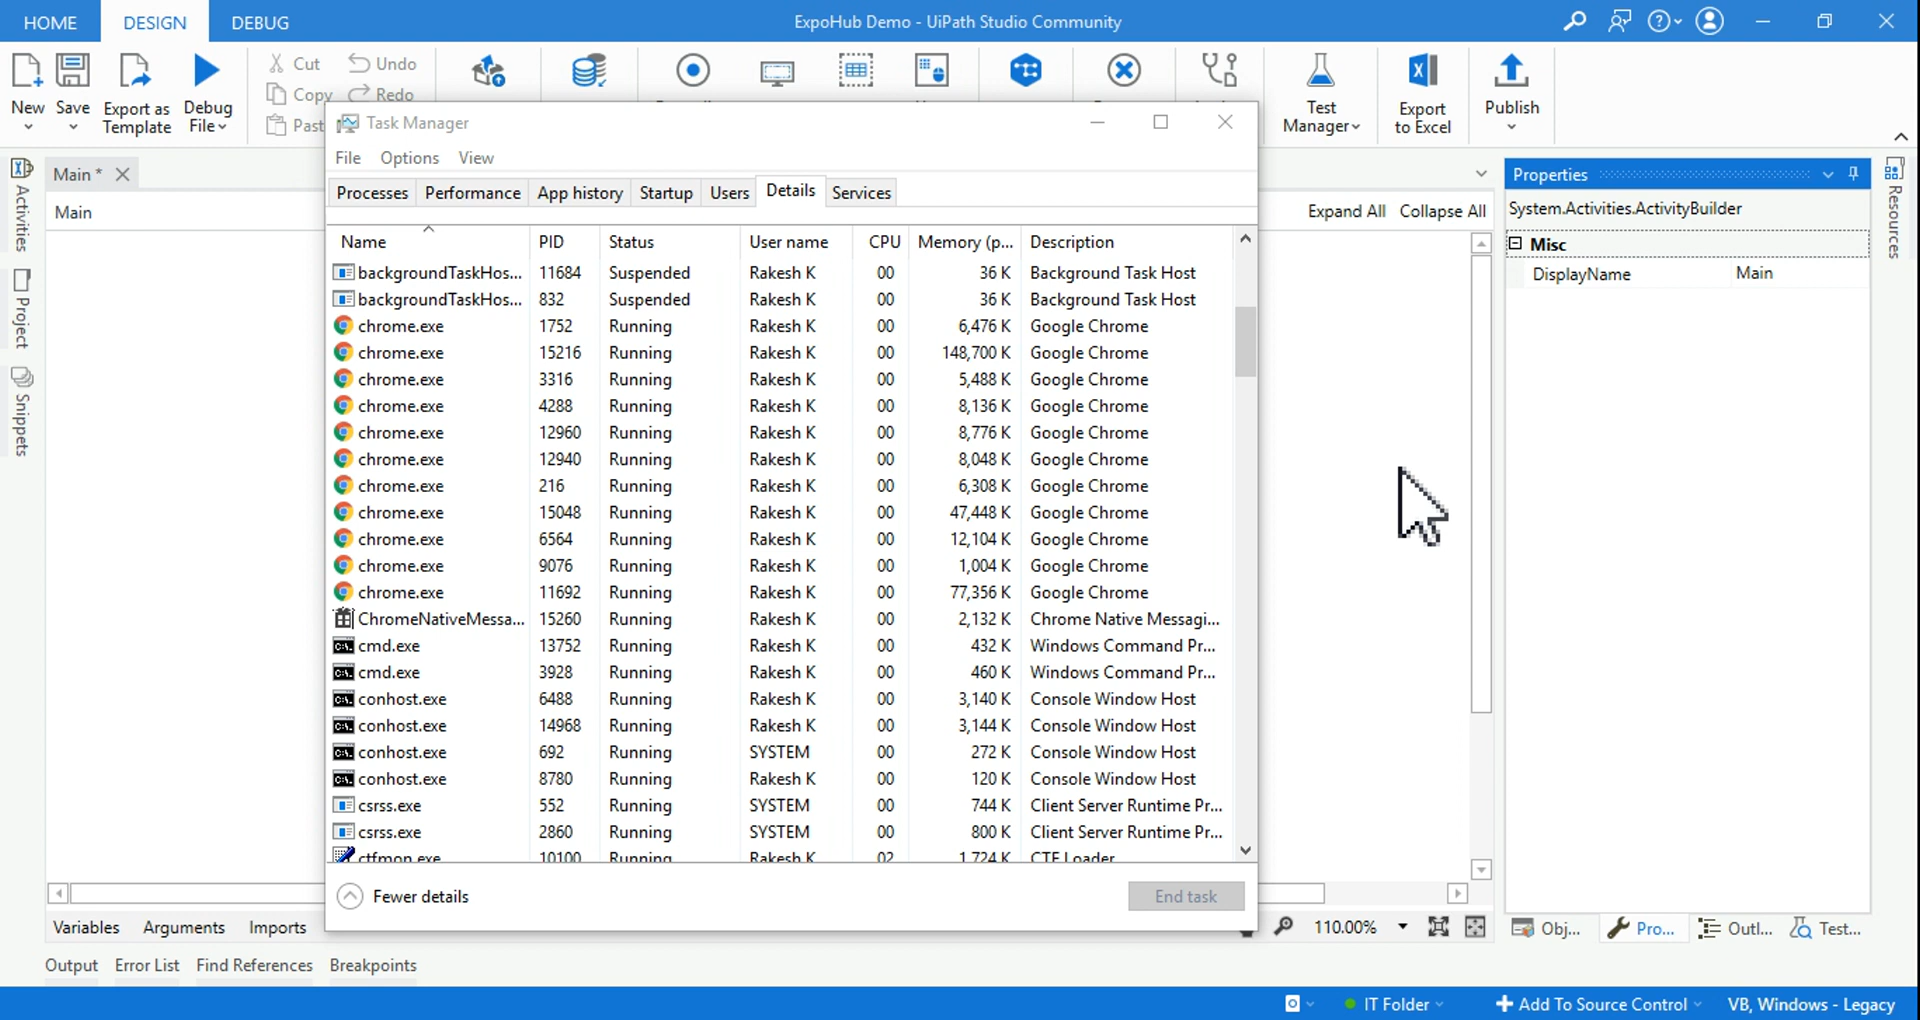 HOME DESIGN DEBUG ExpoHub Demo - UiPath Studio Community
New Save Export as Template Debug File Cut Copy Past Undo Redo
Test Manager Export to Excel Publish
Activities
Project
Snippets
Main *
Main
Expand All Collapse All
Task Manager
File Options View
Processes Performance App history Startup Users Details Services
Name PID Status User name CPU Memory (p... Description
backgroundTaskHos... 11684 Suspended Rakesh K 00 36 K Background Task Host
backgroundTaskHos... 832 Suspended Rakesh K 00 36 K Background Task Host
chrome.exe 1752 Running Rakesh K 00 6,476 K Google Chrome
chrome.exe 15216 Running Rakesh K 00 148,700 K Google Chrome
chrome.exe 3316 Running Rakesh K 00 5,488 K Google Chrome
chrome.exe 4288 Running Rakesh K 00 8,136 K Google Chrome
chrome.exe 12960 Running Rakesh K 00 8,776 K Google Chrome
chrome.exe 12940 Running Rakesh K 00 8,048 K Google Chrome
chrome.exe 216 Running Rakesh K 00 6,308 K Google Chrome
chrome.exe 15048 Running Rakesh K 00 47,448 K Google Chrome
chrome.exe 6564 Running Rakesh K 00 12,104 K Google Chrome
chrome.exe 9076 Running Rakesh K 00 1,004 K Google Chrome
chrome.exe 11692 Running Rakesh K 00 77,356 K Google Chrome
ChromeNativeMessa... 15260 Running Rakesh K 00 2,132 K Chrome Native Messagi...
cmd.exe 13752 Running Rakesh K 00 432 K Windows Command Pr...
cmd.exe 3928 Running Rakesh K 00 460 K Windows Command Pr...
conhost.exe 6488 Running Rakesh K 00 3,140 K Console Window Host
conhost.exe 14968 Running Rakesh K 00 3,144 K Console Window Host
conhost.exe 692 Running SYSTEM 00 272 K Console Window Host
conhost.exe 8780 Running Rakesh K 00 120 K Console Window Host
csrss.exe 552 Running SYSTEM 00 744 K Client Server Runtime Pr...
csrss.exe 2860 Running SYSTEM 00 800 K Client Server Runtime Pr...
ctfmon.exe 10100 Running Rakesh K 02 1,724 K CTF Loader
Fewer details End task
Properties
System.Activities.ActivityBuilder
Misc
DisplayName Main
Resources
Variables Arguments Imports 110.00% Obj... Pro... Outl... Test...
Output Error List Find References Breakpoints
IT Folder Add To Source Control VB, Windows - Legacy